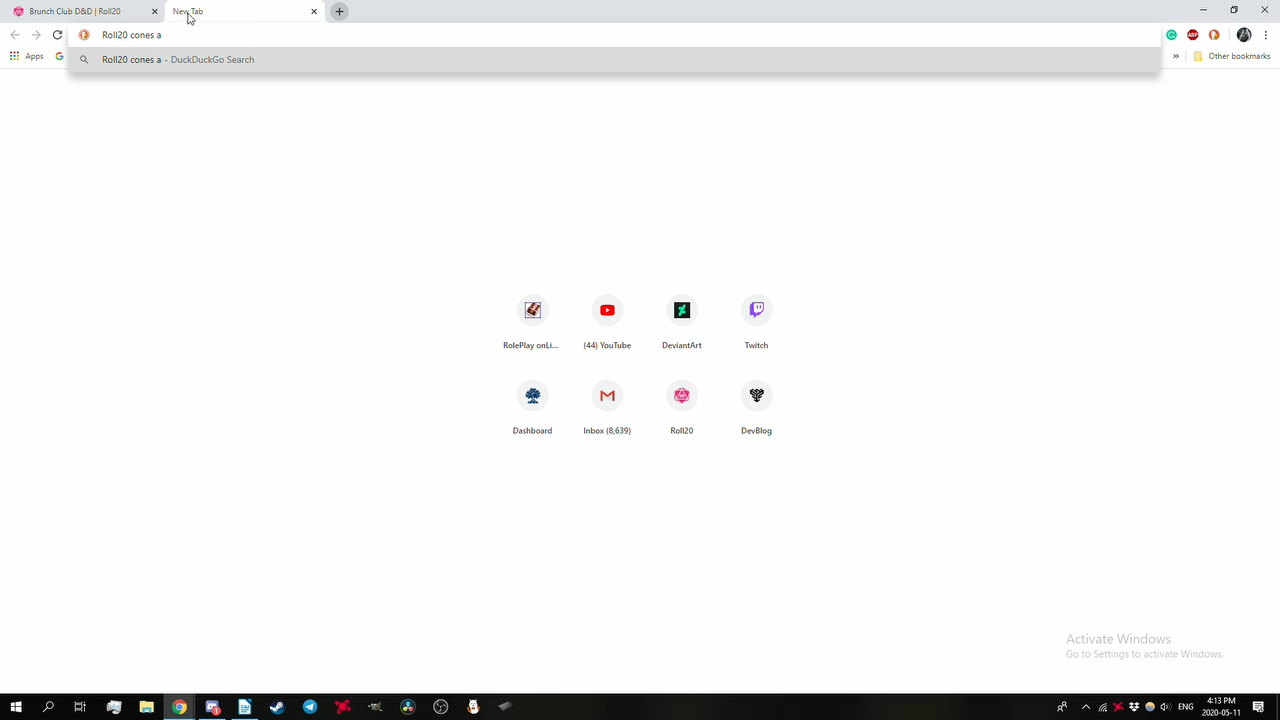 Brunch Club D&D | Roll20
New Tab
Roll20 cones a
Apps
Other bookmarks
Roll20 cones a - DuckDuckGo Search
RolePlay onLi...
(44) YouTube
DeviantArt
Twitch
Dashboard
Inbox (8,639)
Roll20
DevBlog
Activate Windows
Go to Settings to activate Windows.
ENG
4:13 PM
2020-05-11